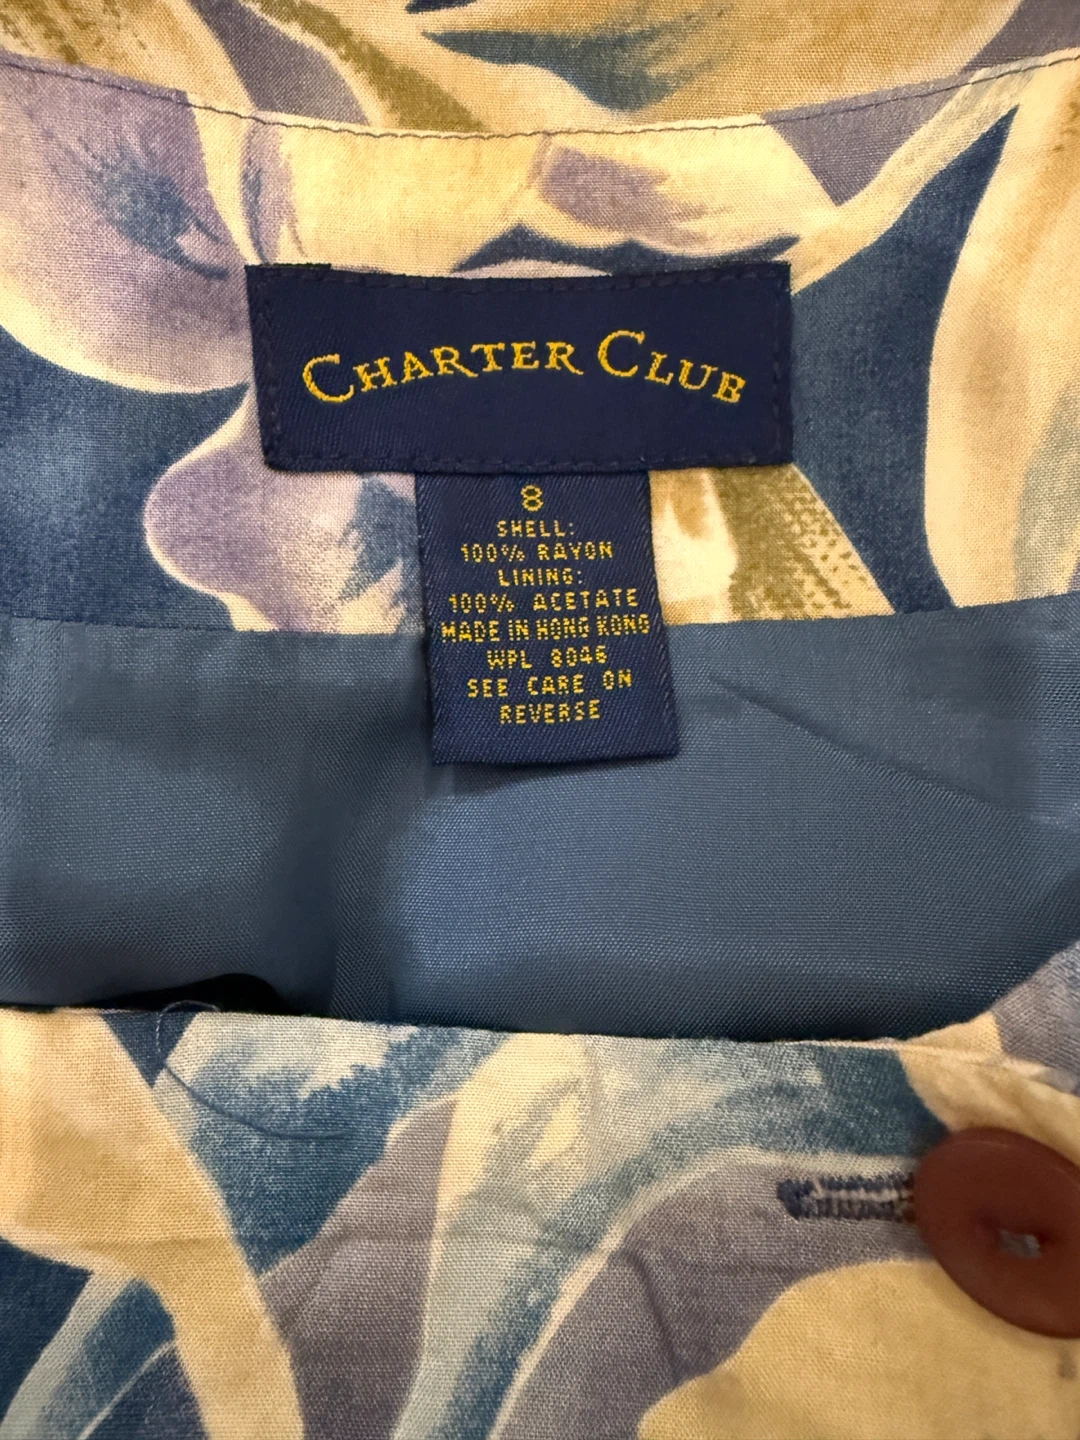 CHARTER CLUB
8
SHELL:
100% RAYON
LINING:
100% ACETATE
MADE IN HONG KONG
WPL 8046
SEE CARE ON
REVERSE